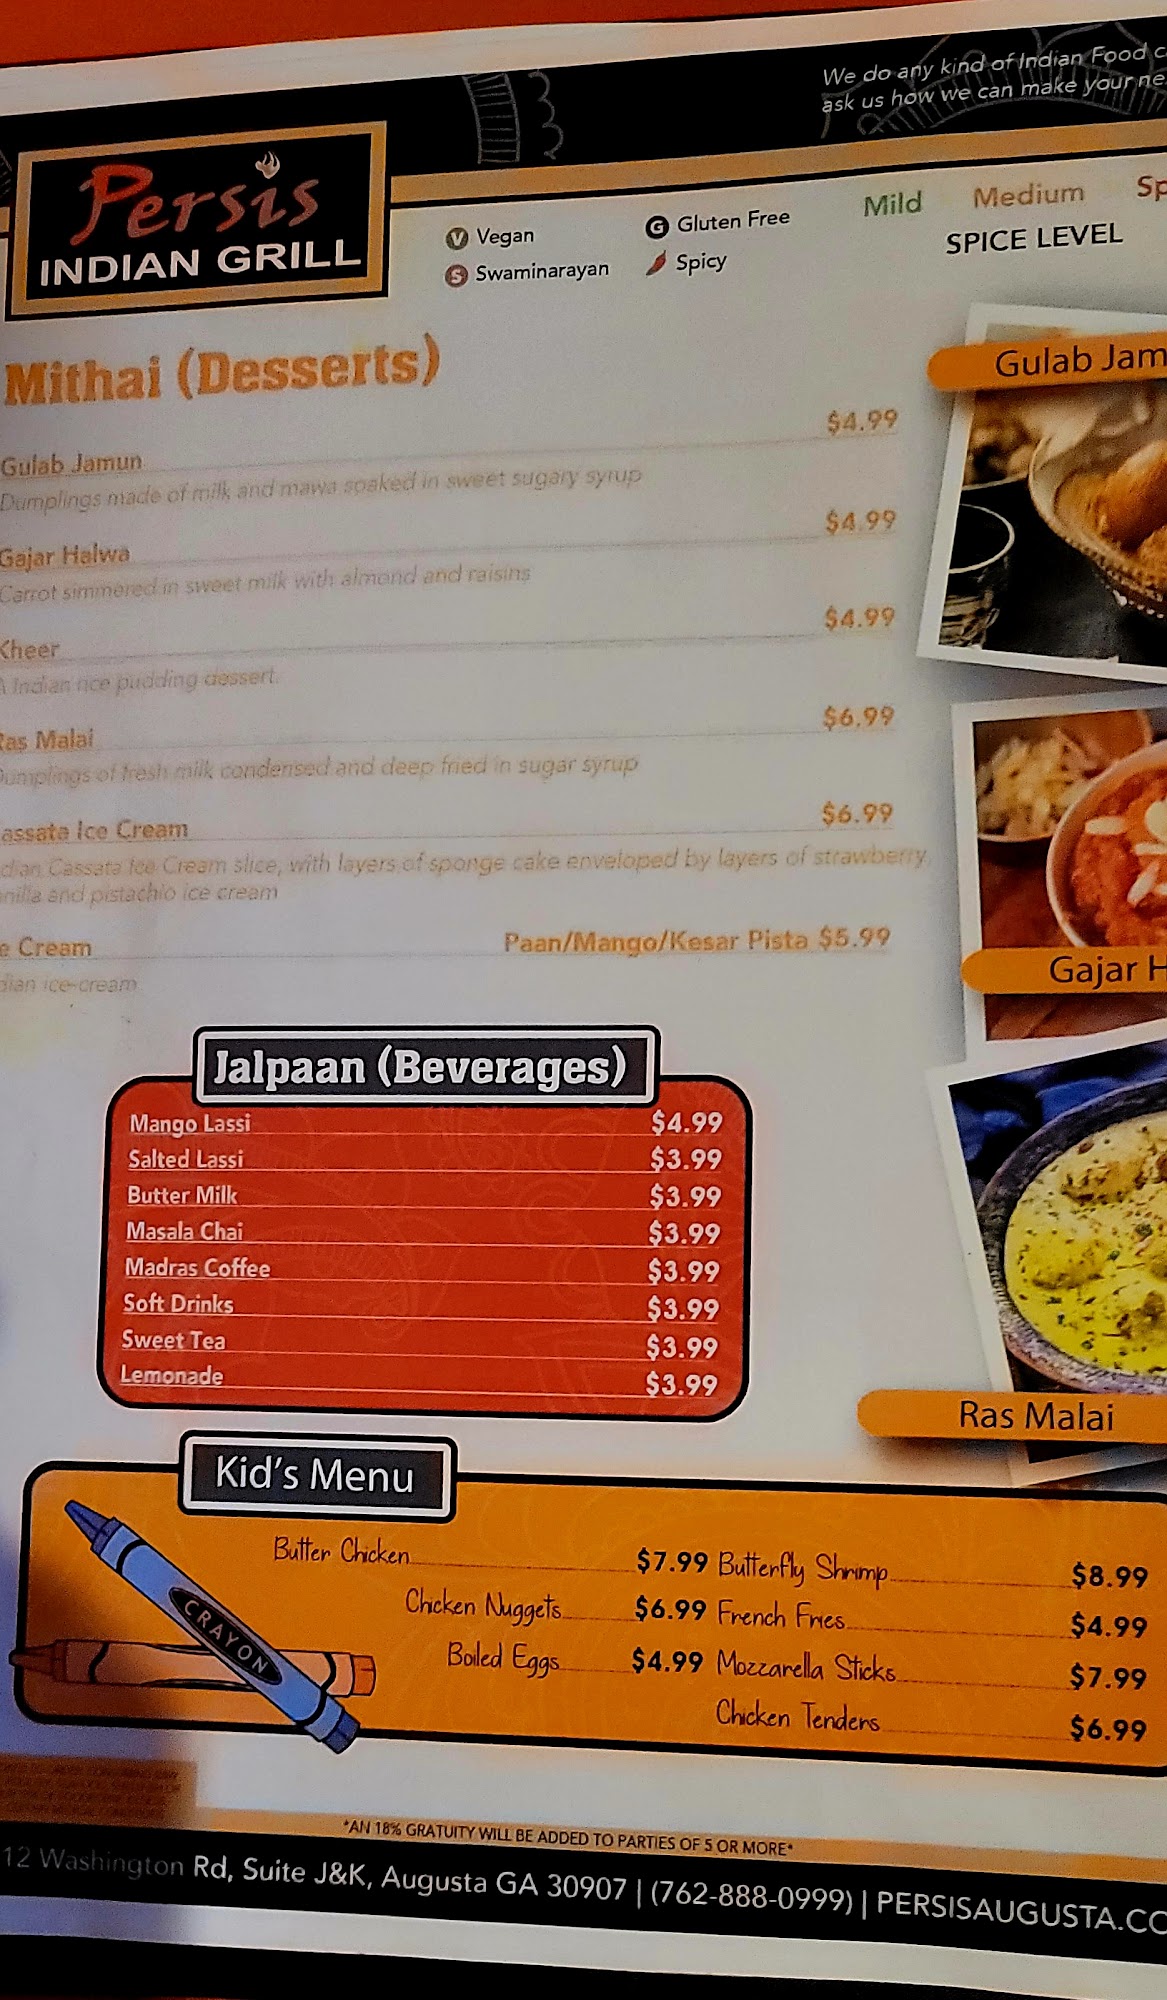 We do any kind of Indian Food c
ask us how we can make your ne
Persis
INDIAN GRILL
V Vegan
G Gluten Free
S Swaminarayan
Spicy
Mild Medium Sp
SPICE LEVEL
Mithai (Desserts)
Gulab Jamun $4.99
Dumplings made of milk and mawa soaked in sweet sugary syrup
Gajar Halwa $4.99
Carrot simmered in sweet milk with almond and raisins
Kheer $4.99
A Indian rice pudding dessert.
Ras Malai $6.99
Dumplings of fresh milk condensed and deep fried in sugar syrup
assata Ice Cream $6.99
dian Cassata Ice Cream slice, with layers of sponge cake enveloped by layers of strawberry,
nilla and pistachio ice cream
e Cream Paan/Mango/Kesar Pista $5.99
dian ice-cream
Gulab Jam
Gajar H
Ras Malai
Jalpaan (Beverages)
Mango Lassi $4.99
Salted Lassi $3.99
Butter Milk $3.99
Masala Chai $3.99
Madras Coffee $3.99
Soft Drinks $3.99
Sweet Tea $3.99
Lemonade $3.99
Kid's Menu
CRAYON
Butter Chicken $7.99 Butterfly Shrimp $8.99
Chicken Nuggets $6.99 French Fries $4.99
Boiled Eggs $4.99 Mozzarella Sticks $7.99
Chicken Tenders $6.99
*AN 18% GRATUITY WILL BE ADDED TO PARTIES OF 5 OR MORE*
12 Washington Rd, Suite J&K, Augusta GA 30907 | (762-888-0999) | PERSISAUGUSTA.CO